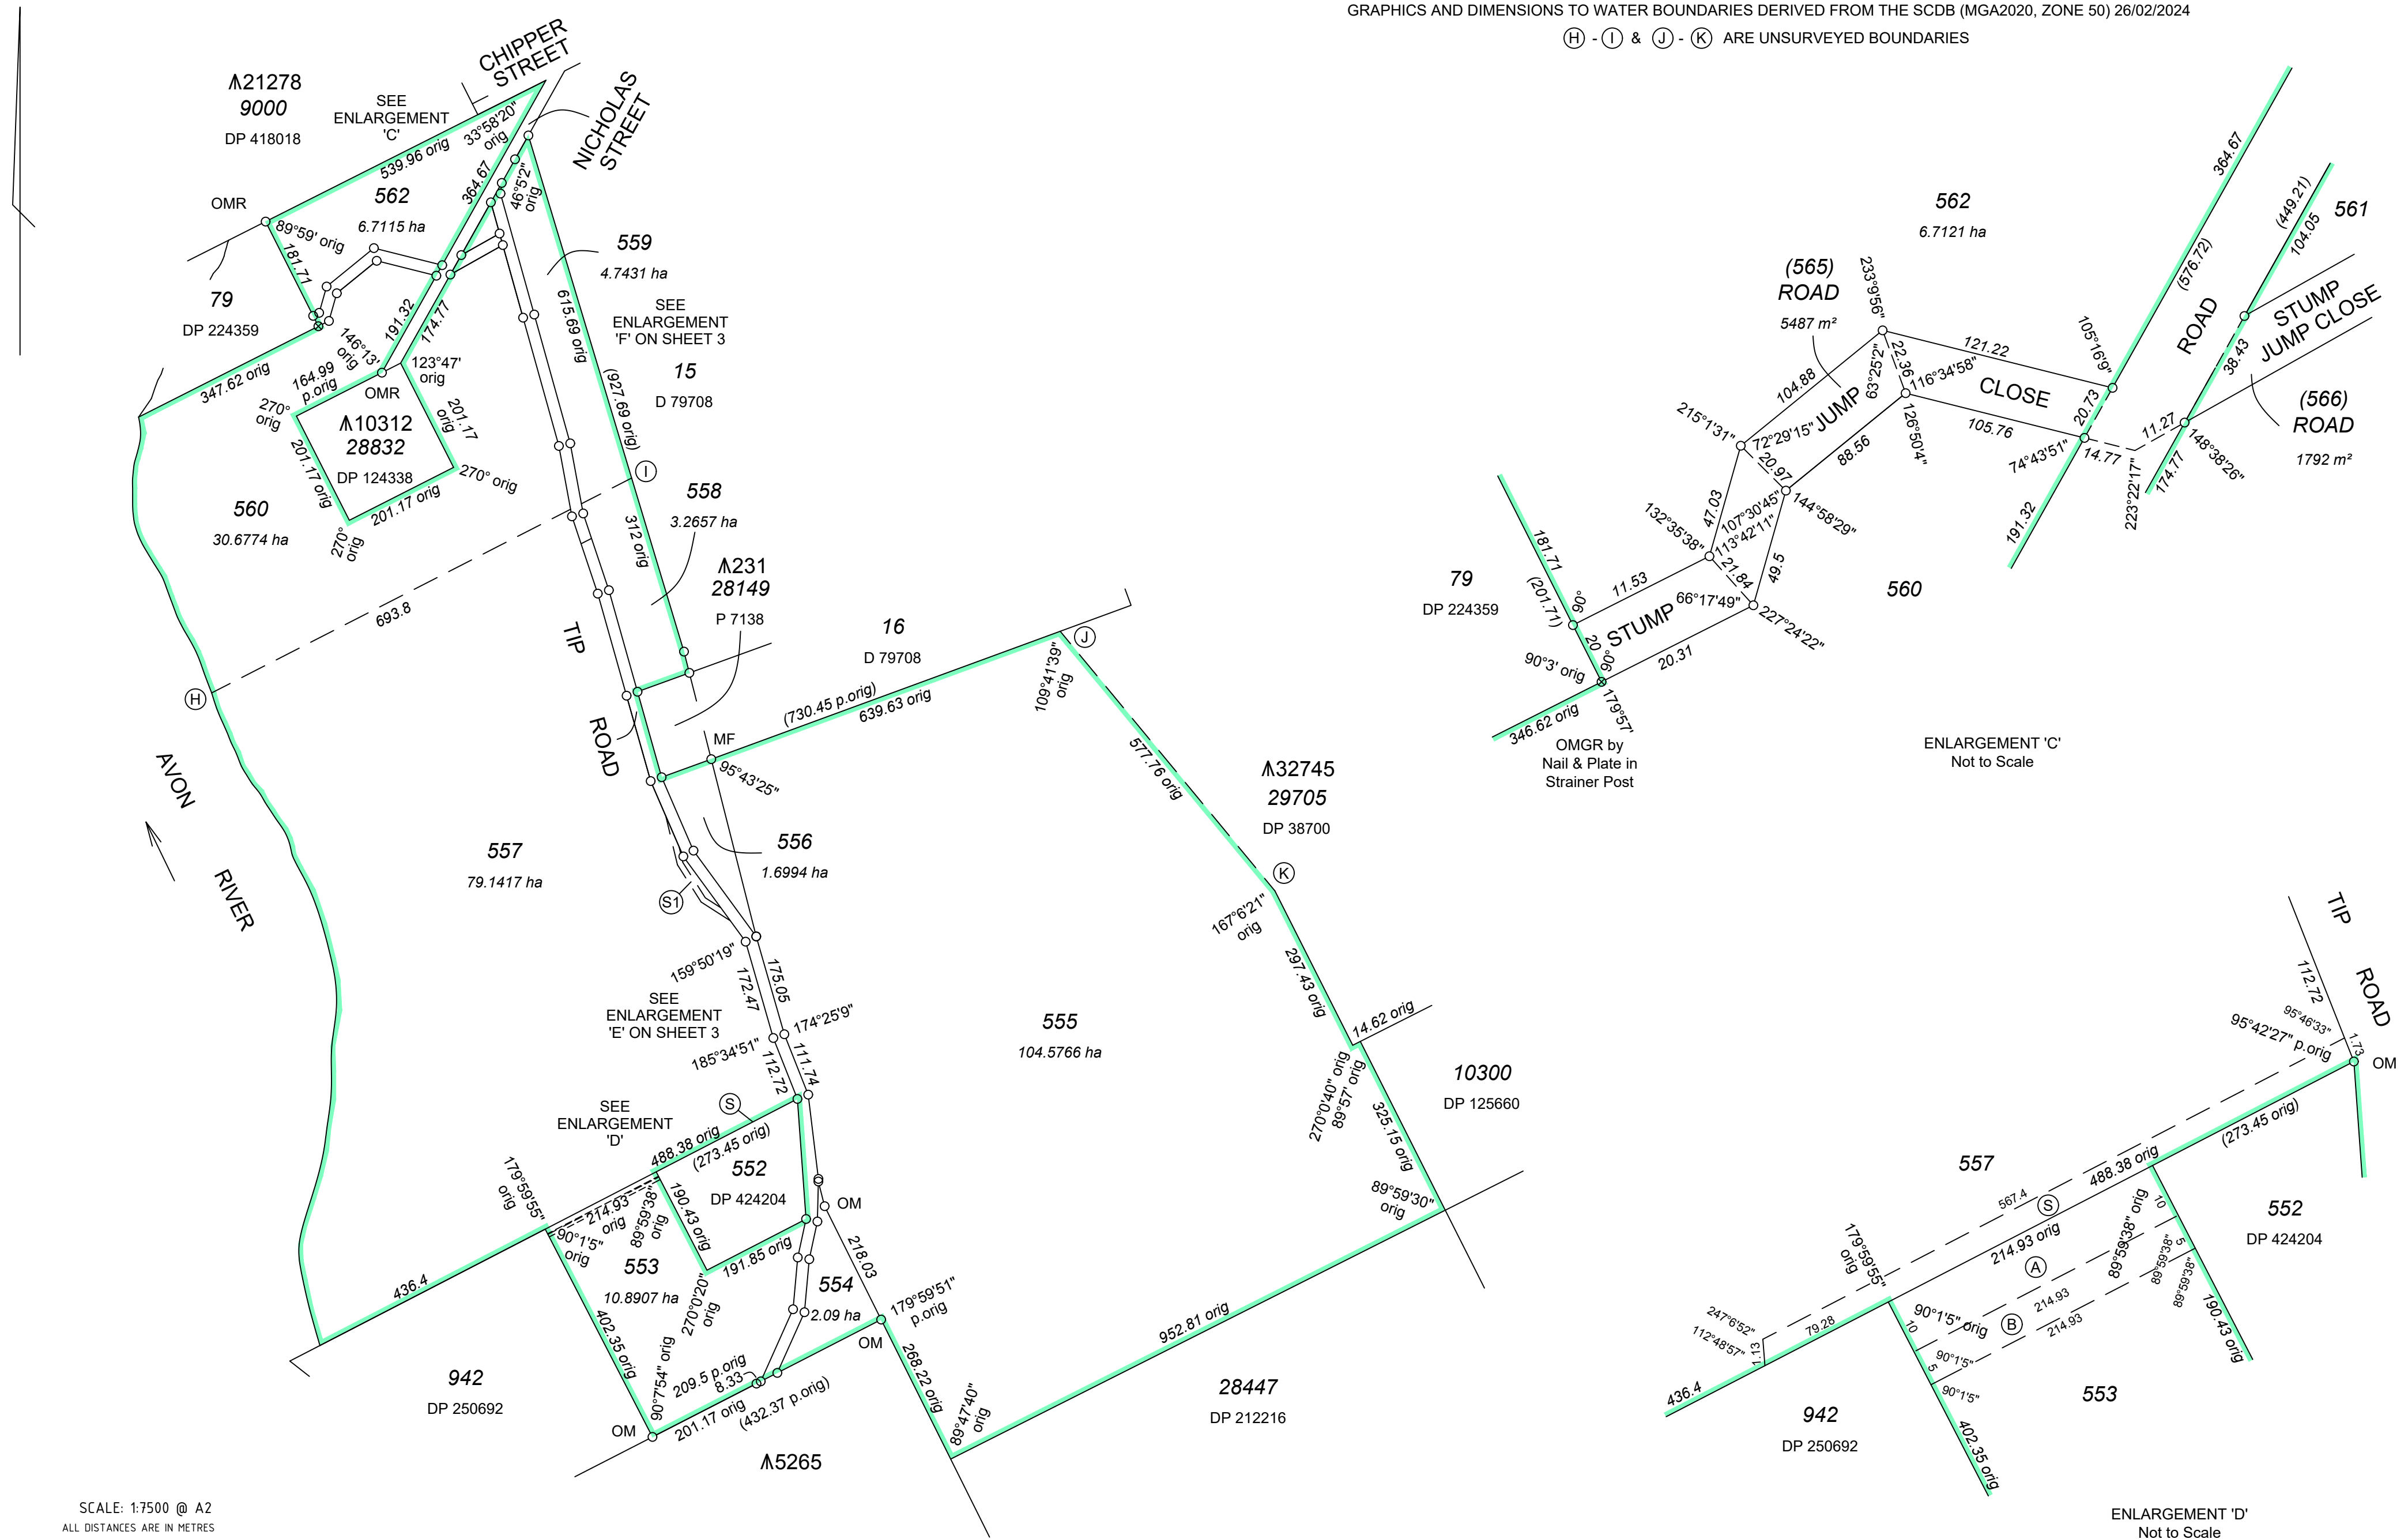 GRAPHICS AND DIMENSIONS TO WATER BOUNDARIES DERIVED FROM THE SCDB (MGA2020, ZONE 50) 26/02/2024
H - I & J - K ARE UNSURVEYED BOUNDARIES
CHIPPER
STREET
NICHOLAS
STREET
21278
9000
DP 418018
SEE
ENLARGEMENT
'C'
539.96 orig
33°58'20"
orig
364.67
46°5'2"
orig
OMR
89°59' orig
562
6.7115 ha
181.71
79
DP 224359
347.62 orig
146°13'
orig
191.32
174.77
164.99
p.orig
OMR
123°47'
orig
270°
orig
10312
28832
DP 124338
201.17
orig
201.17 orig
270° orig
201.17 orig
270°
orig
560
30.6774 ha
559
4.7431 ha
615.69 orig
SEE
ENLARGEMENT
'F' ON SHEET 3
15
D 79708
(927.69 orig)
I
312 orig
558
3.2657 ha
231
28149
P 7138
693.8
H
TIP
ROAD
AVON
RIVER
16
D 79708
(730.45 p.orig)
639.63 orig
J
109°41'39"
orig
MF
95°43'25"
577.76 orig
32745
29705
DP 38700
K
167°6'21"
orig
557
79.1417 ha
556
1.6994 ha
S1
159°50'19"
172.47
175.05
SEE
ENLARGEMENT
'E' ON SHEET 3
174°25'9"
185°34'51"
112.72
111.74
555
104.5766 ha
297.43 orig
14.62 orig
270°0'40" orig
89°57' orig
10300
DP 125660
325.15 orig
89°59'30"
orig
SEE
ENLARGEMENT
'D'
S
488.38 orig
(273.45 orig)
552
DP 424204
179°59'55"
orig
214.93
orig
90°1'5"
orig
89°59'38"
orig
190.43 orig
191.85 orig
OM
218.03
553
10.8907 ha
270°0'20"
orig
554
2.09 ha
179°59'51"
p.orig
OM
436.4
402.35 orig
90°7'54" orig
209.5 p.orig
8.33
201.17 orig
(432.37 p.orig)
OM
268.22 orig
952.81 orig
89°47'40"
orig
942
DP 250692
28447
DP 212216
5265
SCALE: 1:7500 @ A2
ALL DISTANCES ARE IN METRES
562
6.7121 ha
364.67
(449.21)
104.05
561
(576.72)
ROAD
STUMP
JUMP CLOSE
(565)
ROAD
5487 m²
233°9'56"
105°16'9"
121.22
22.36
63°25'2"
116°34'58"
104.88
JUMP
CLOSE
38.43
20.73
(566)
ROAD
1792 m²
215°1'31"
72°29'15"
126°50'4"
105.76
74°43'51"
14.77
11.27
148°38'26"
174.77
223°22'17"
191.32
20.97
88.56
47.03
107°30'45"
144°58'29"
132°35'38"
113°42'11"
21.84
49.5
181.71
(201.71)
11.53
90°
66°17'49"
227°24'22"
79
DP 224359
560
STUMP
20
90°
90°3' orig
20.31
179°57'
346.62 orig
OMGR by
Nail & Plate in
Strainer Post
ENLARGEMENT 'C'
Not to Scale
TIP
ROAD
112.72
95°46'33"
95°42'27" p.orig
1.73
OM
(273.45 orig)
557
488.38 orig
567.4
S
214.93 orig
552
DP 424204
10
5
89°59'38" orig
89°59'38"
89°59'38"
190.43 orig
179°59'55"
orig
A
214.93
B
214.93
90°1'5" orig
10
90°1'5"
5
90°1'5"
247°6'52"
112°48'57"
1.13
79.28
436.4
942
DP 250692
553
402.35 orig
ENLARGEMENT 'D'
Not to Scale